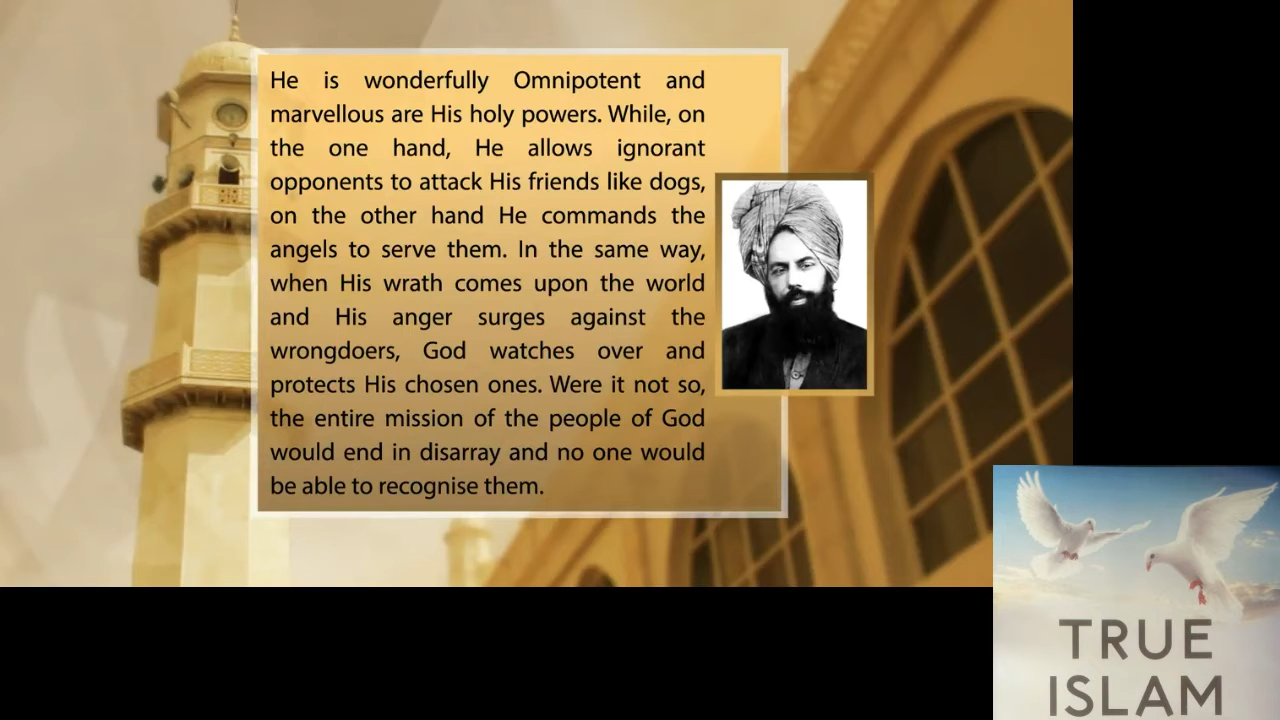 He is wonderfully Omnipotent and
marvellous are His holy powers. While, on
the one hand, He allows ignorant
opponents to attack His friends like dogs,
on the other hand He commands the
angels to serve them. In the same way,
when His wrath comes upon the world
and His anger surges against the
wrongdoers, God watches over and
protects His chosen ones. Were it not so,
the entire mission of the people of God
would end in disarray and no one would
be able to recognise them.
TRUE
ISLAM